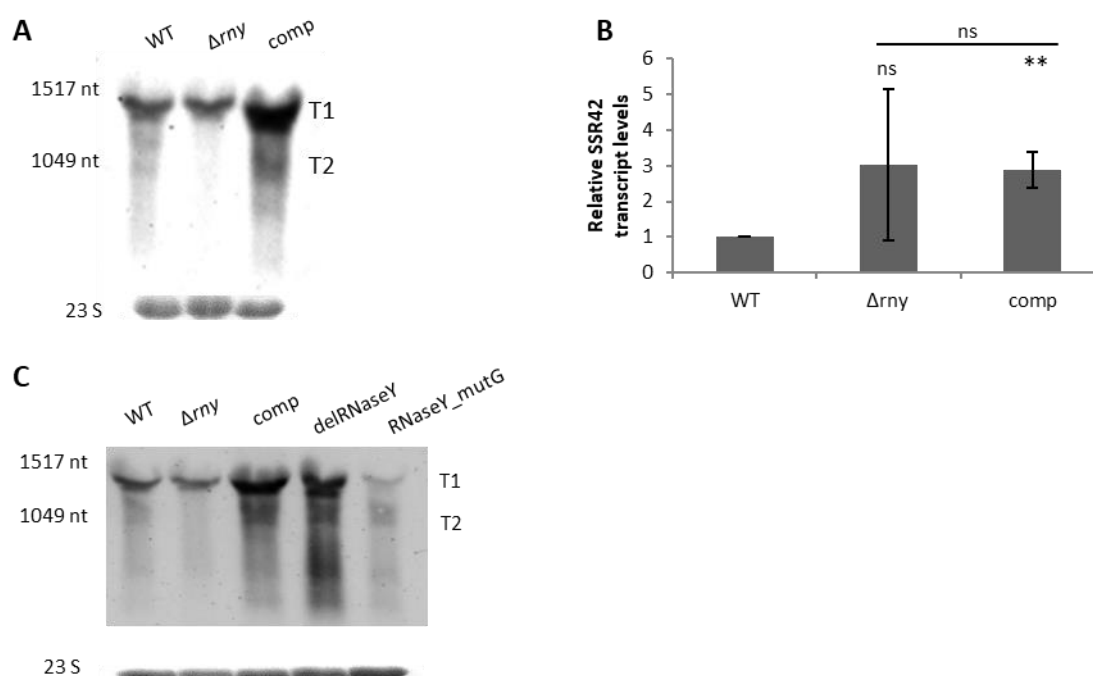 A
WT Δrny comp
1517 nt
T1
1049 nt
T2
23 S
B
ns
ns
**
Relative SSR42
transcript levels
6
5
4
3
2
1
0
WT Δrny comp
C
WT Δrny comp delRNaseY RNaseY_mutG
1517 nt
T1
1049 nt
T2
23 S